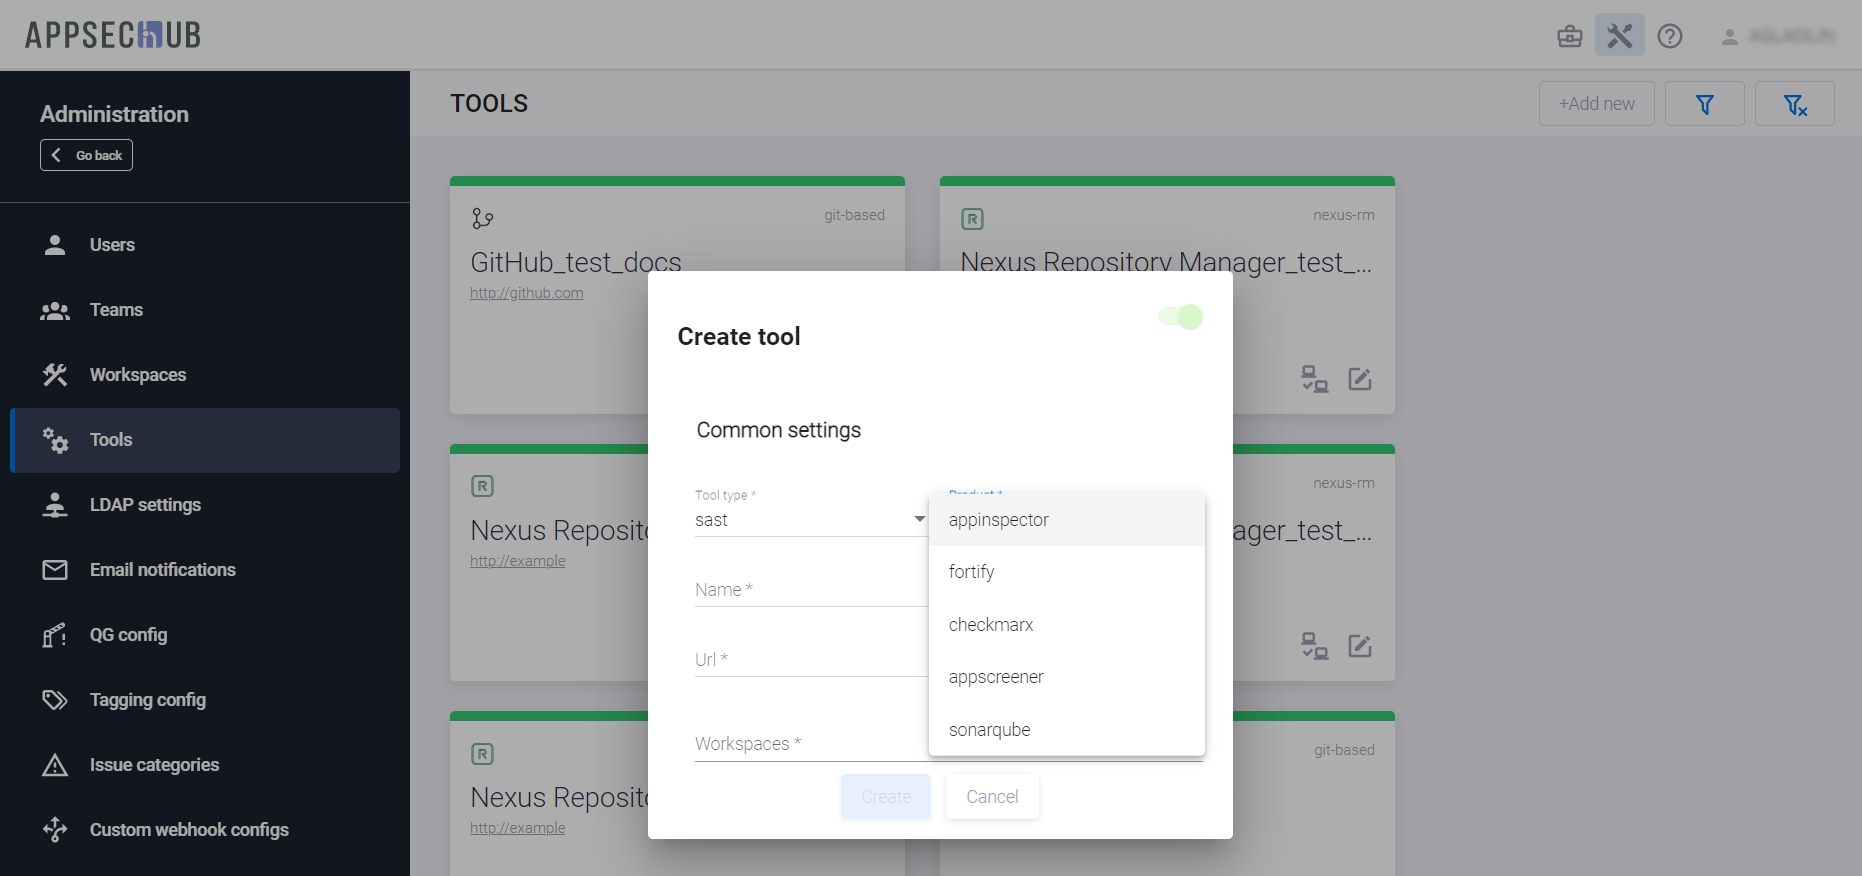 APPSECHUB
Administration
Go back
Users
Teams
Workspaces
Tools
LDAP settings
Email notifications
QG config
Tagging config
Issue categories
Custom webhook configs
TOOLS
+Add new
git-based
GitHub_test_docs
http://github.com
nexus-rm
Nexus Repository Manager_test_...
Nexus Reposito
http://example
nexus-rm
ager_test_...
Nexus Reposito
http://example
git-based
Create tool
Common settings
Tool type *
sast
Product *
appinspector
fortify
checkmarx
appscreener
sonarqube
Name *
Url *
Workspaces *
Create
Cancel